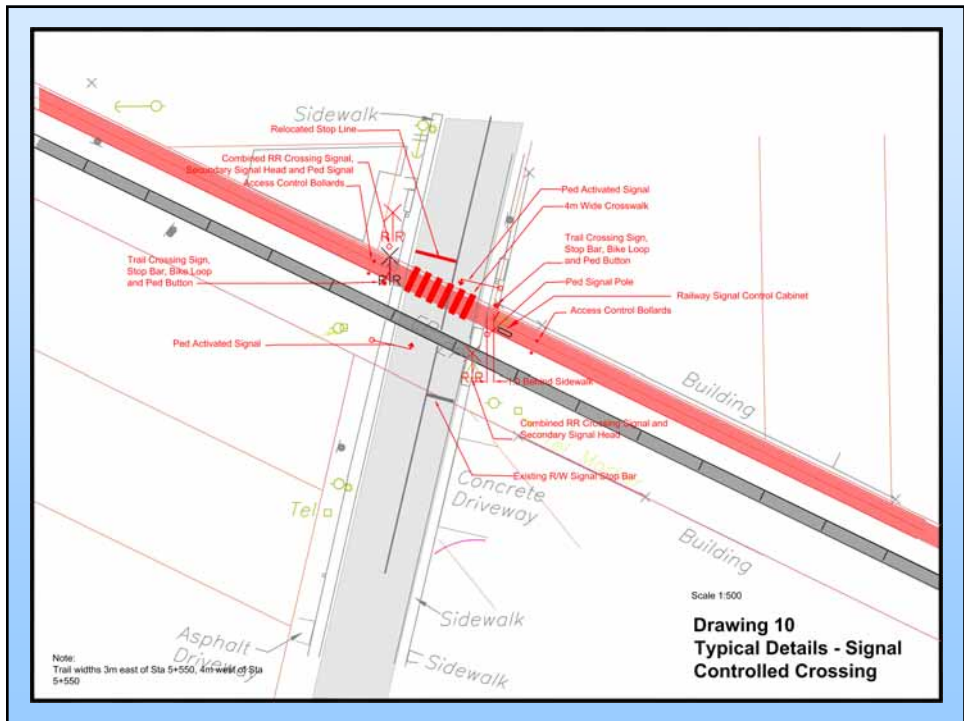 Sidewalk
Relocated Stop Line
Combined RR Crossing Signal,
Secondary Signal Head and Ped Signal
Access Control Bollards
Ped Activated Signal
4m Wide Crosswalk
Trail Crossing Sign,
Stop Bar, Bike Loop
and Ped Button
Trail Crossing Sign,
Stop Bar, Bike Loop
and Ped Button
Ped Signal Pole
Railway Signal Control Cabinet
Access Control Bollards
R R
R R
Ped Activated Signal
R R
Behind Sidewalk
Building
Combined RR Crossing Signal and
Secondary Signal Head
Existing R/W Signal Stop Bar
Concrete
Driveway
Tel
Building
Scale 1:500
Sidewalk
Asphalt
Driveway
Sidewalk
Drawing 10
Typical Details - Signal
Controlled Crossing
Note:
Trail widths 3m east of Sta 5+550, 4m west of Sta
5+550